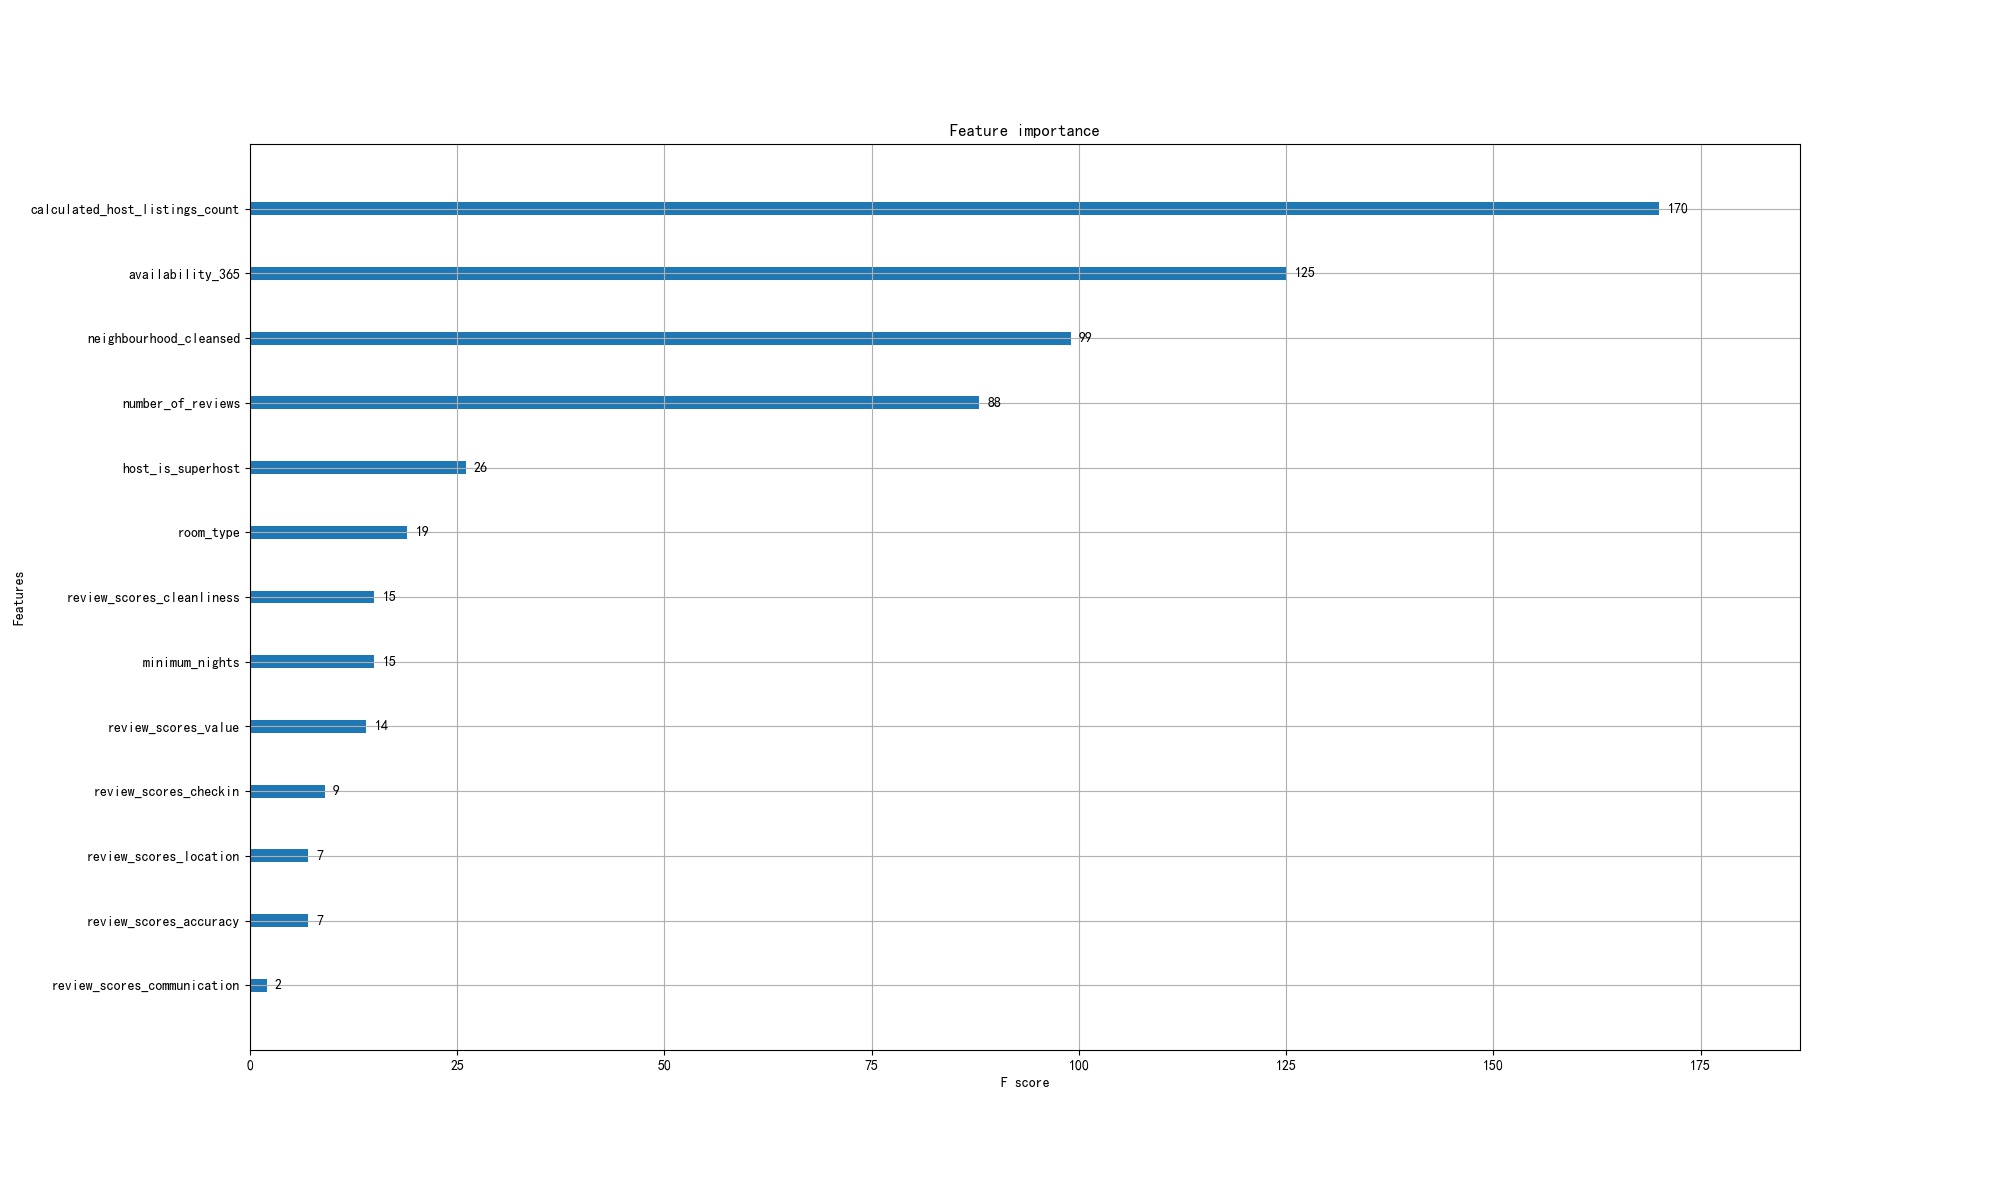 Feature importance
calculated_host_listings_count 170
availability_365 125
neighbourhood_cleansed 99
number_of_reviews 88
host_is_superhost 26
room_type 19
review_scores_cleanliness 15
minimum_nights 15
review_scores_value 14
review_scores_checkin 9
review_scores_location 7
review_scores_accuracy 7
review_scores_communication 2
Features
0 25 50 75 100 125 150 175
F score